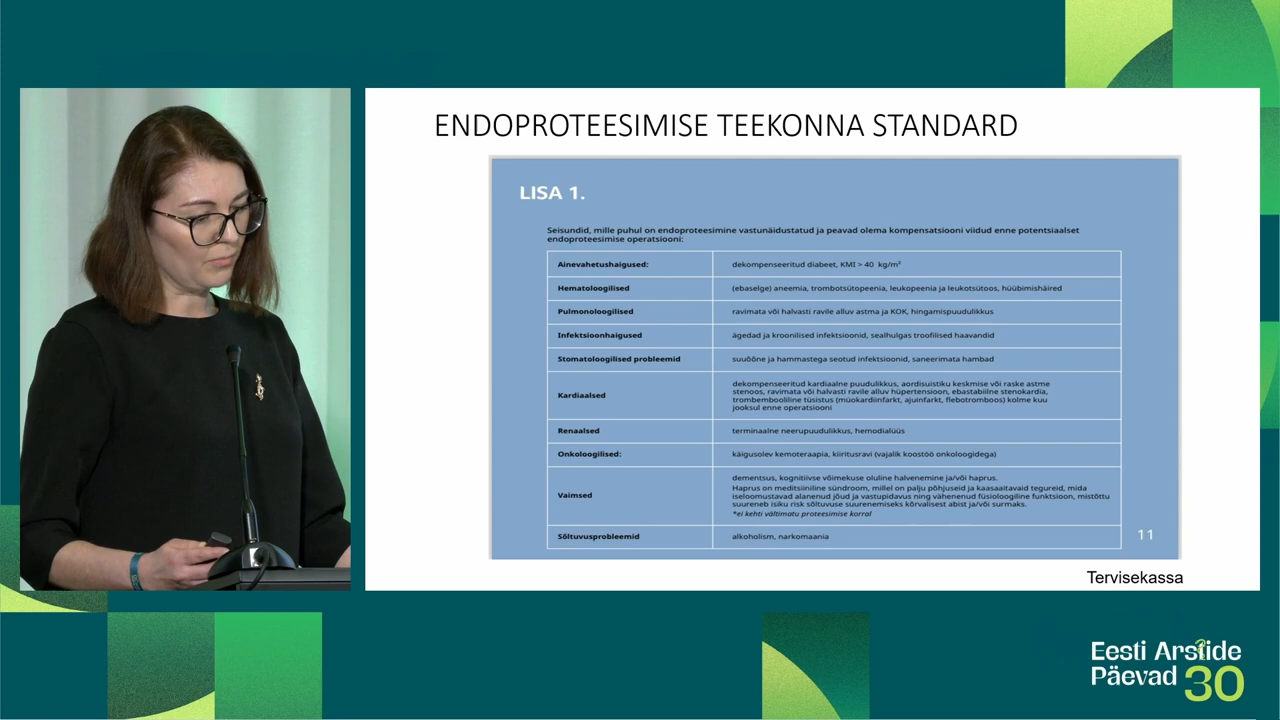 ENDOPROTEESIMISE TEEKONNA STANDARD
LISA 1.
Seisundid, mille puhul on endoproteesimine vastunäidustatud ja peavad olema kompensatsiooni viidud enne potentsiaalset
endoproteesimise operatsiooni:
Ainevahetushaigused:
dekompenseeritud diabeet, KMI > 40 kg/m²
Hematoloogilised
(ebaselge) aneemia, trombotsütopeenia, leukopeenia ja leukotsütoos, hüübimishäired
Pulmonoloogilised
ravimata või halvasti ravile alluv astma ja KOK, hingamispuudulikkus
Infektsioonhaigused
ägedad ja kroonilised infektsioonid, sealhulgas troofilised haavandid
Stomatoloogilised probleemid
suuõõne ja hammastega seotud infektsioonid, saneerimata hambad
Kardiaalsed
dekompenseeritud kardiaalne puudulikkus, aordisuistiku keskmise või raske astme
stenoos, ravimata või halvasti ravile alluv hüpertensioon, ebastabiilne stenokardia,
trombembooliline tüsistus (müokardiinfarkt, ajuinfarkt, flebotromboos) kolme kuu
jooksul enne operatsiooni
Renaalsed
terminaalne neerupuudulikkus, hemodialüüs
Onkoloogilised:
käigusolev kemoteraapia, kiiritusravi (vajalik koostöö onkoloogidega)
Vaimsed
dementsus, kognitiivse võimekuse oluline halvenemine ja/või haprus.
Haprus on meditsiiniline sündroom, millel on palju põhjuseid ja kaasaaitavaid tegureid, mida
iseloomustavad alanenud jõud ja vastupidavus ning vähenenud füsioloogiline funktsioon, mistõttu
suureneb isiku risk sõltuvuse suurenemiseks kõrvalisest abist ja/või surmaks.
*ei kehti vältimatu proteesimise korral
Sõltuvusprobleemid
alkoholism, narkomaania
11
Tervisekassa
Eesti Arstide
Päevad 30